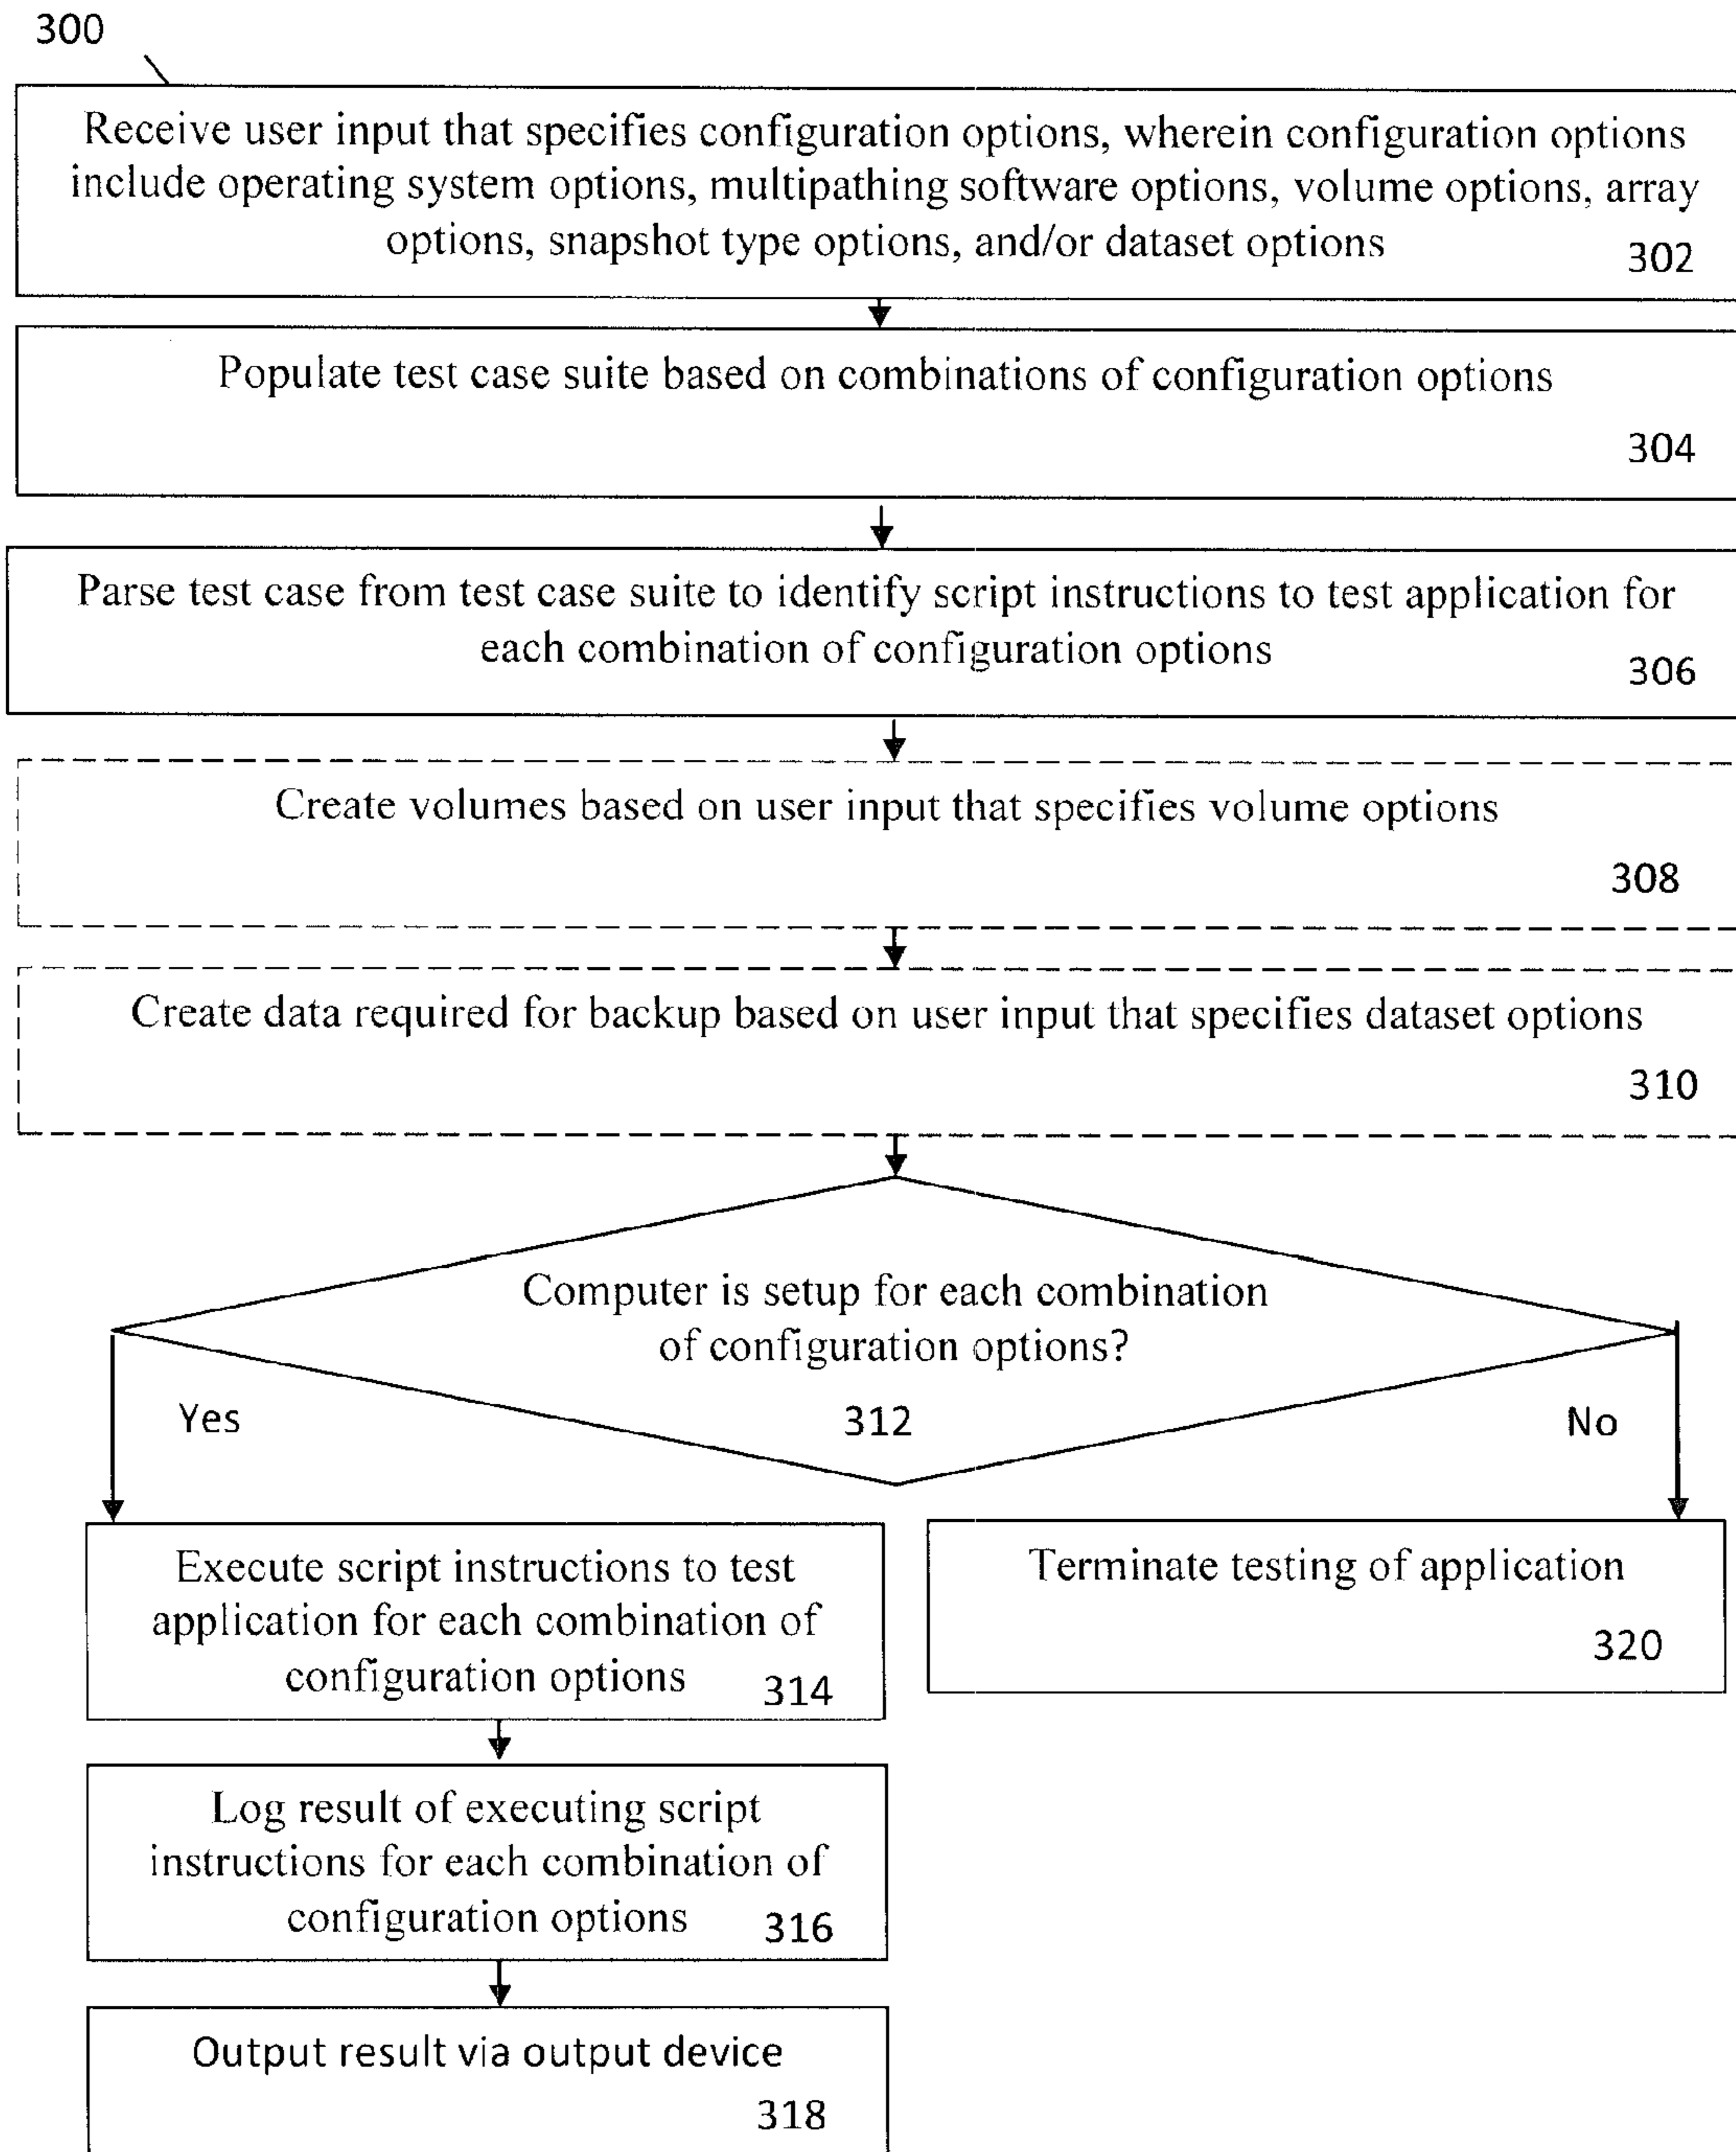 300
Receive user input that specifies configuration options, wherein configuration options
include operating system options, multipathing software options, volume options, array
options, snapshot type options, and/or dataset options
302
Populate test case suite based on combinations of configuration options
304
Parse test case from test case suite to identify script instructions to test application for
each combination of configuration options
306
Create volumes based on user input that specifies volume options
308
Create data required for backup based on user input that specifies dataset options
310
Computer is setup for each combination
of configuration options?
312
Yes
No
Execute script instructions to test
application for each combination of
configuration options
314
Terminate testing of application
320
Log result of executing script
instructions for each combination of
configuration options
316
Output result via output device
318